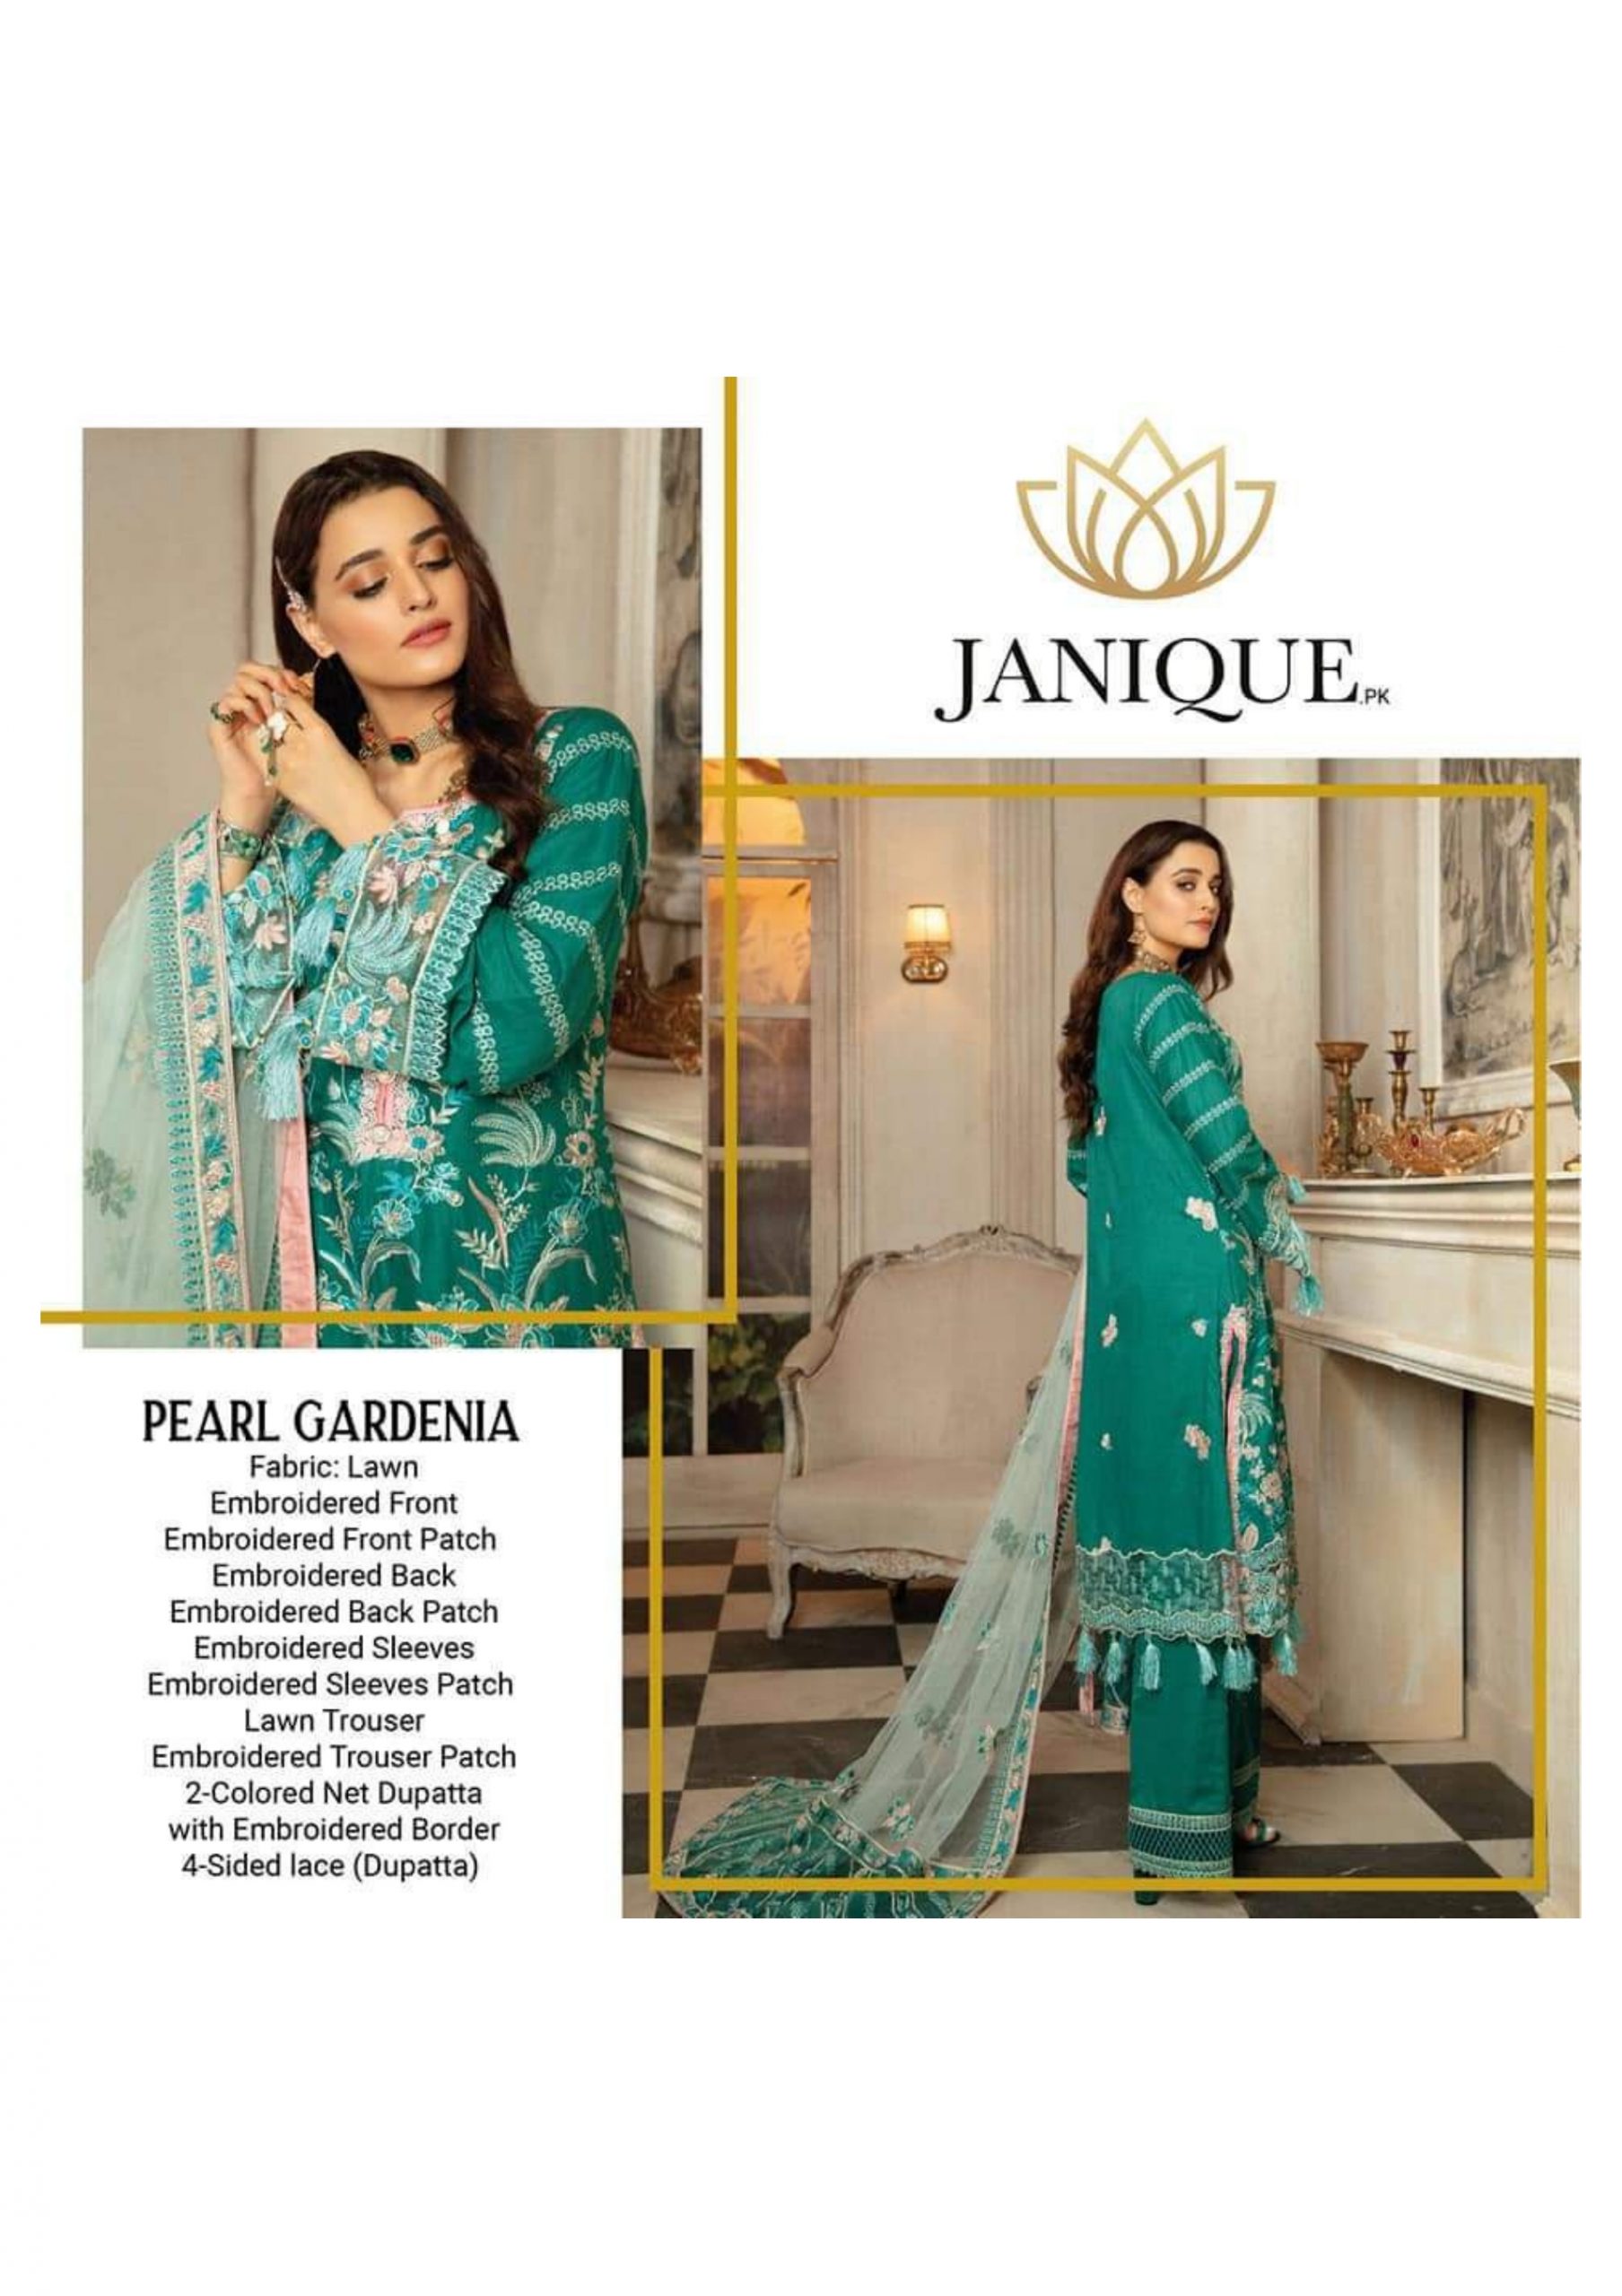 JANIQUE.PK
PEARL GARDENIA
Fabric: Lawn
Embroidered Front
Embroidered Front Patch
Embroidered Back
Embroidered Back Patch
Embroidered Sleeves
Embroidered Sleeves Patch
Lawn Trouser
Embroidered Trouser Patch
2-Colored Net Dupatta
with Embroidered Border
4-Sided lace (Dupatta)